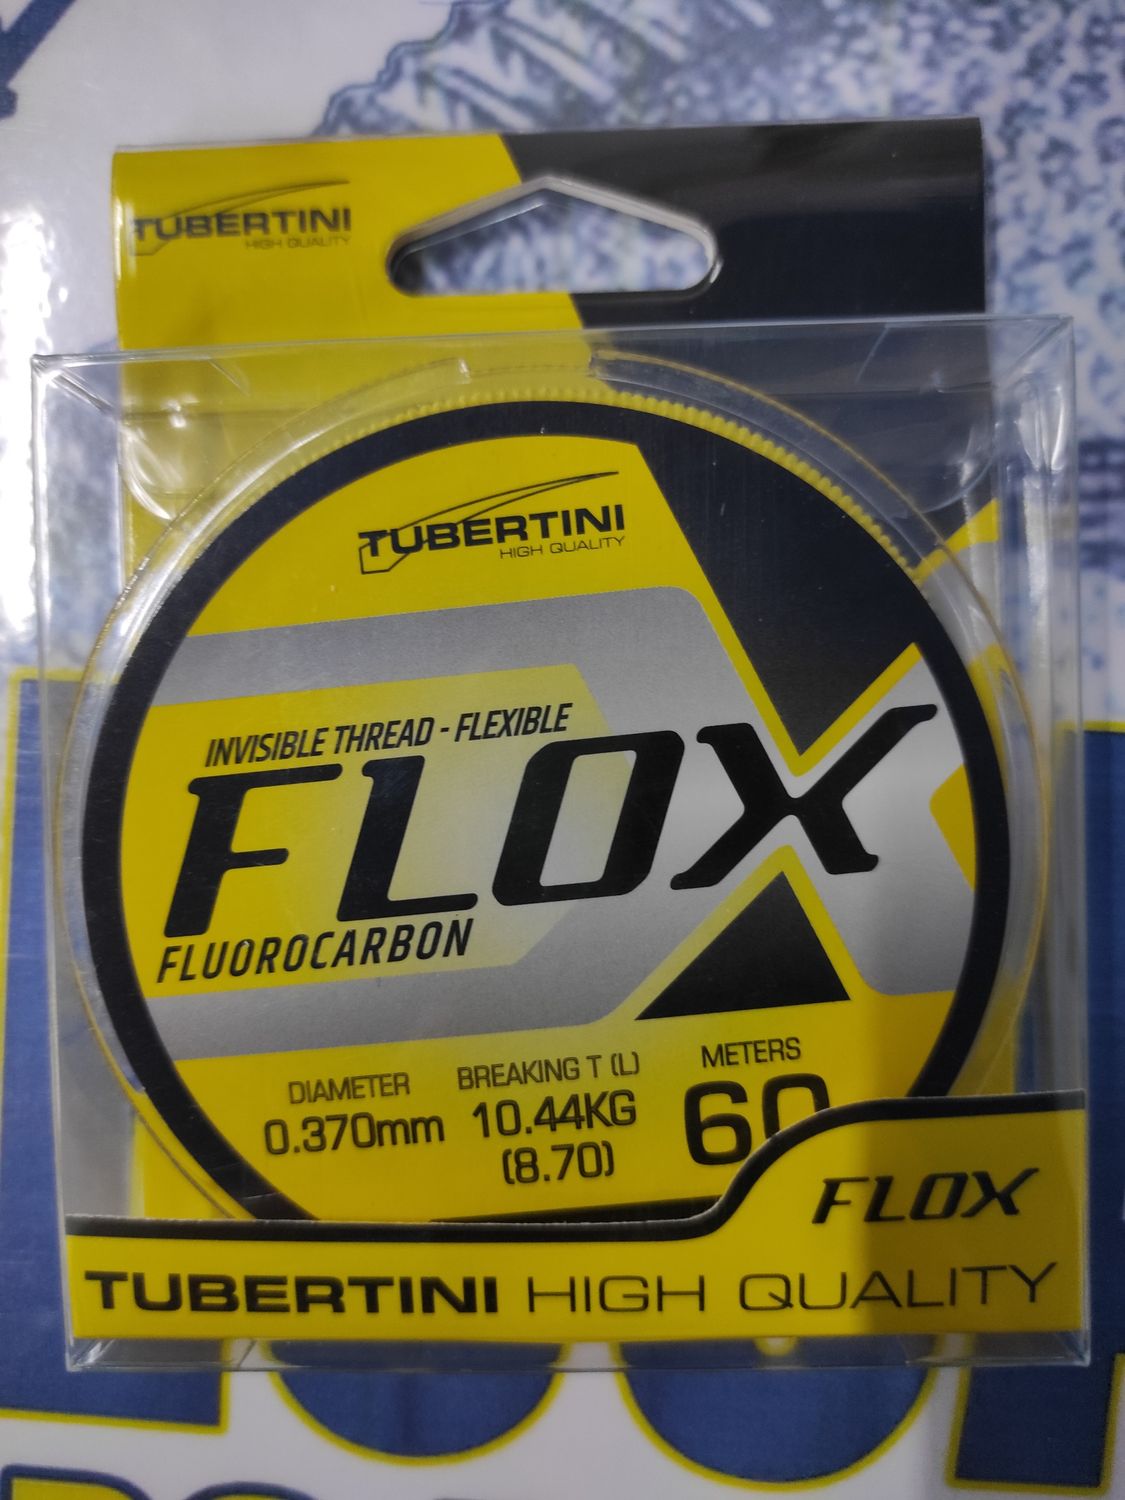 TUBERTINI
HIGH QUALITY
TUBERTINI
HIGH QUALITY
INVISIBLE THREAD - FLEXIBLE
FLOX
FLUOROCARBON
DIAMETER
0.370mm
BREAKING T (L)
10.44KG
(8.70)
METERS
60
FLOX
TUBERTINI HIGH QUALITY